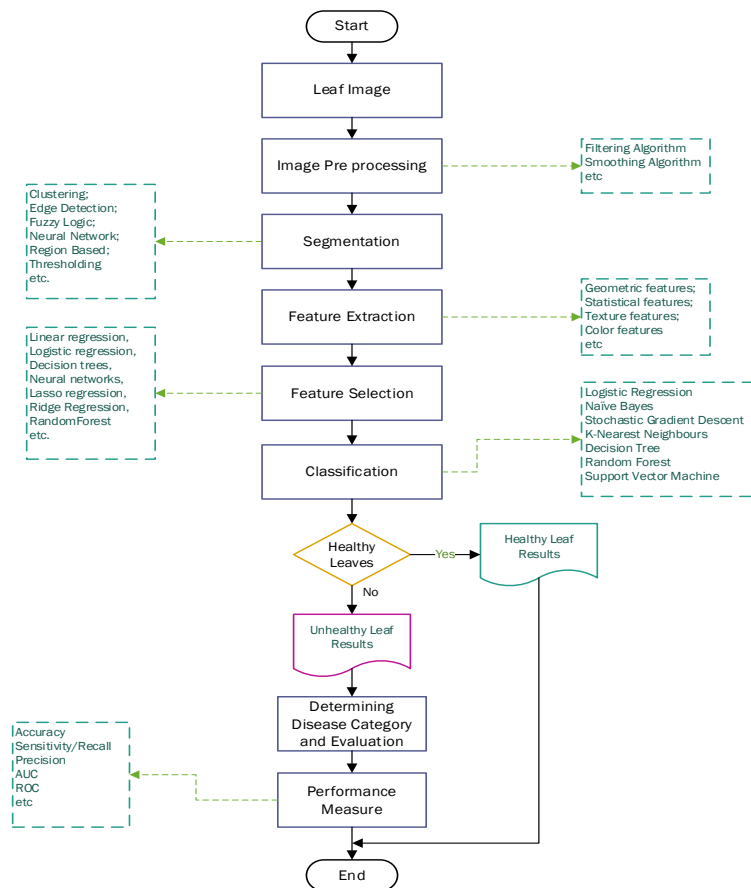 Start
Leaf Image
Image Pre processing
Filtering Algorithm
Smoothing Algorithm
etc
Clustering;
Edge Detection;
Fuzzy Logic;
Neural Network;
Region Based;
Thresholding
etc.
Segmentation
Feature Extraction
Geometric features;
Statistical features;
Texture features;
Color features
etc
Linear regression,
Logistic regression,
Decision trees,
Neural networks,
Lasso regression,
Ridge Regression,
RandomForest
etc.
Feature Selection
Classification
Logistic Regression
Naïve Bayes
Stochastic Gradient Descent
K-Nearest Neighbours
Decision Tree
Random Forest
Support Vector Machine
Healthy
Leaves
Yes
Healthy Leaf
Results
No
Unhealthy Leaf
Results
Determining
Disease Category
and Evaluation
Accuracy
Sensitivity/Recall
Precision
AUC
ROC
etc
Performance
Measure
End